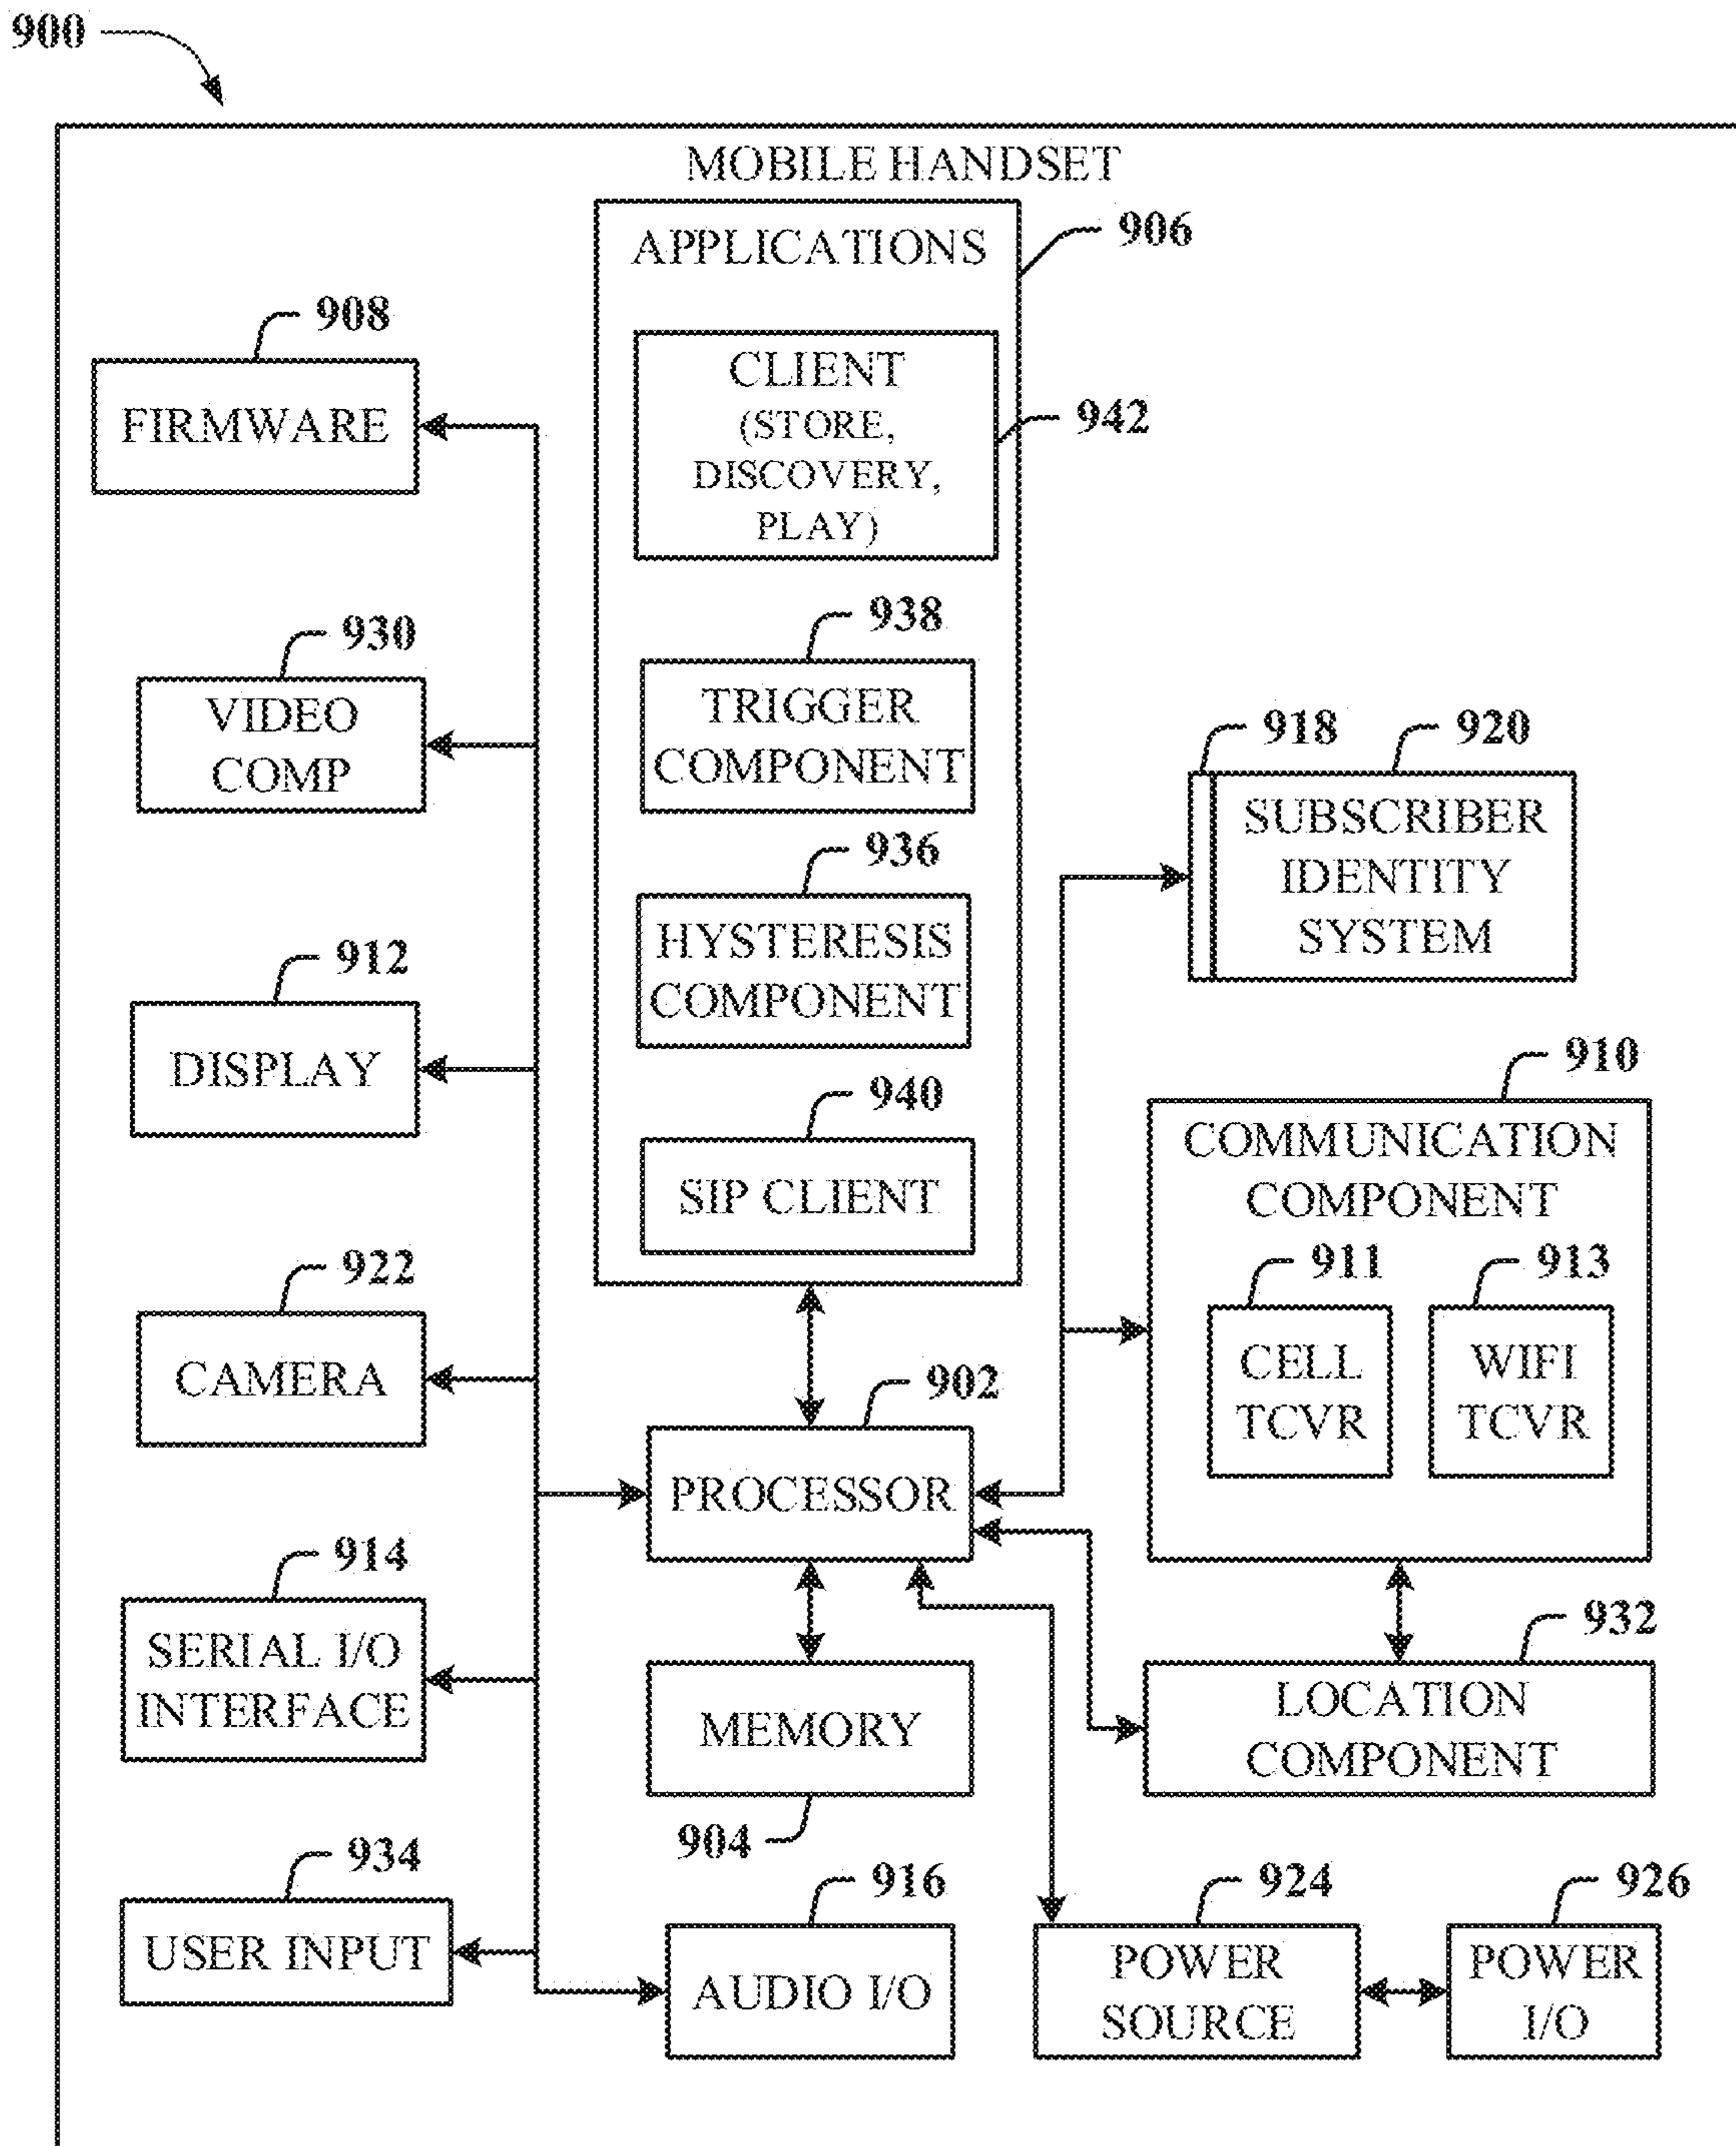 900
MOBILE HANDSET
APPLICATIONS
906
CLIENT
(STORE,
DISCOVERY,
PLAY)
942
938
TRIGGER
COMPONENT
936
HYSTERESIS
COMPONENT
940
SIP CLIENT
908
FIRMWARE
930
VIDEO
COMP
912
DISPLAY
922
CAMERA
914
SERIAL I/O
INTERFACE
934
USER INPUT
902
PROCESSOR
MEMORY
904
916
AUDIO I/O
918
920
SUBSCRIBER
IDENTITY
SYSTEM
910
COMMUNICATION
COMPONENT
911
CELL
TCVR
913
WIFI
TCVR
932
LOCATION
COMPONENT
924
POWER
SOURCE
926
POWER
I/O